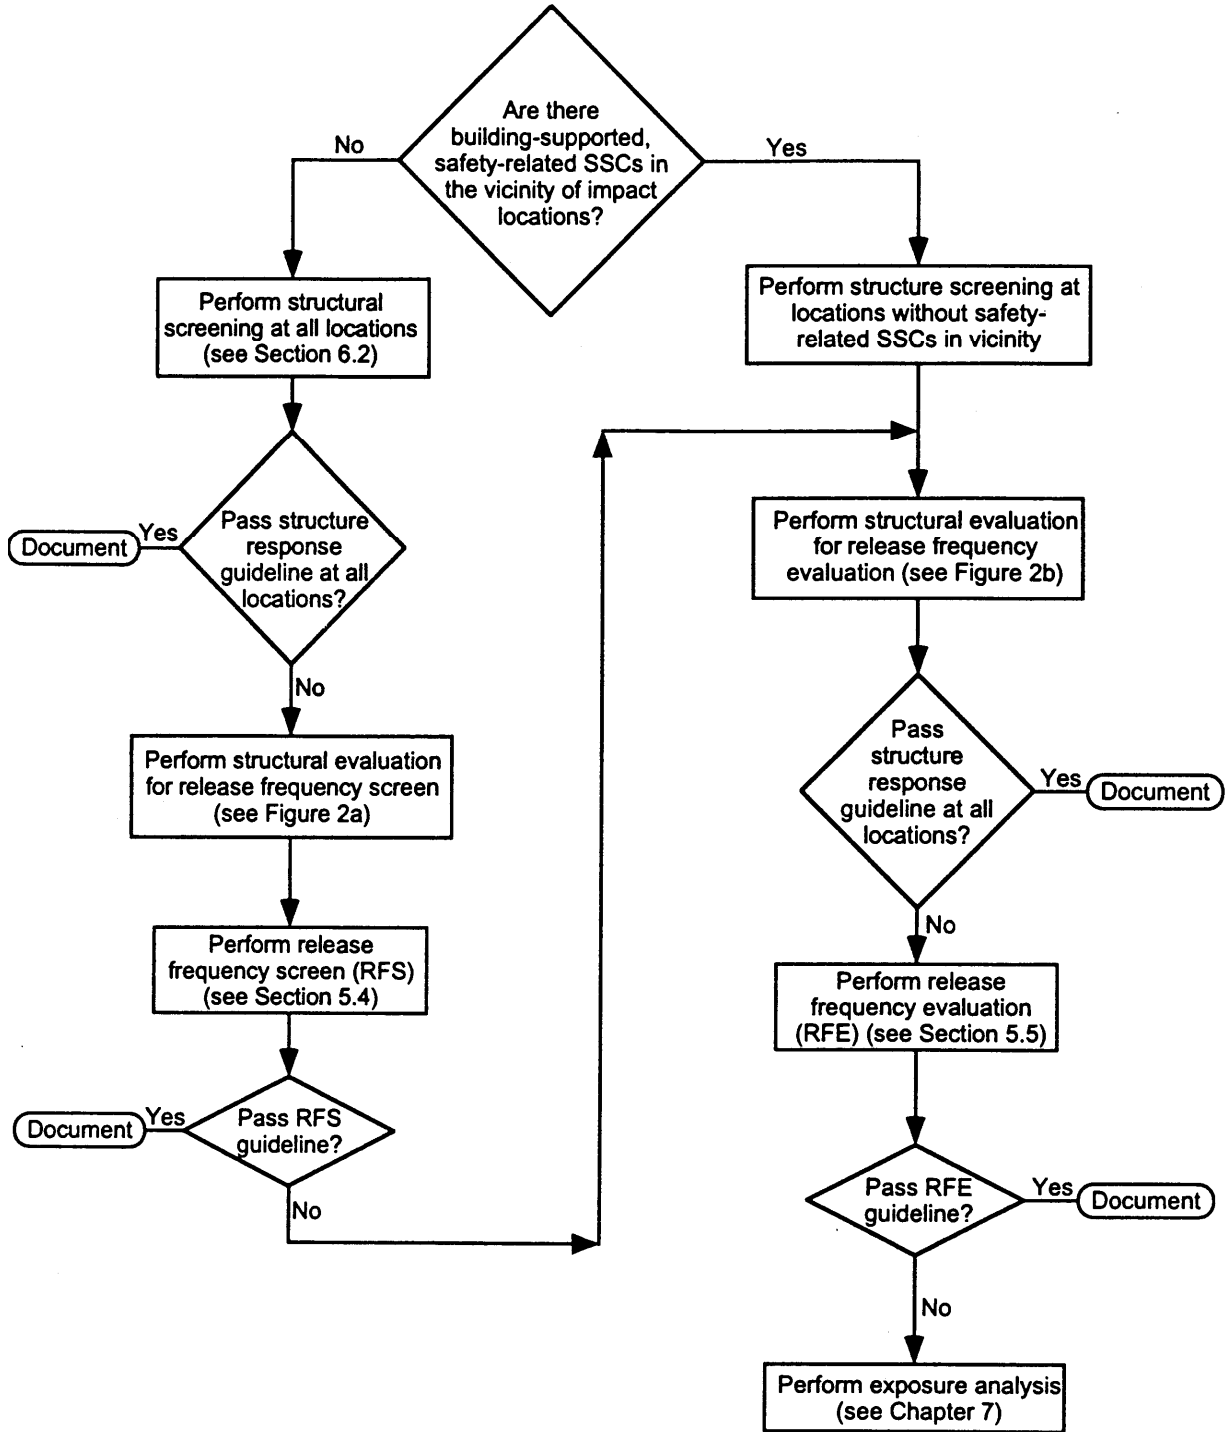 Are there
building-supported,
safety-related SSCs in
the vicinity of impact
locations?
No
Yes
Perform structural
screening at all locations
(see Section 6.2)
Pass structure
response
guideline at all
locations?
Yes
Document
No
Perform structural evaluation
for release frequency screen
(see Figure 2a)
Perform release
frequency screen (RFS)
(see Section 5.4)
Pass RFS
guideline?
Yes
Document
No
Perform structure screening at
locations without safety-
related SSCs in vicinity
Perform structural evaluation
for release frequency
evaluation (see Figure 2b)
Pass
structure
response
guideline at all
locations?
Yes
Document
No
Perform release
frequency evaluation
(RFE) (see Section 5.5)
Pass RFE
guideline?
Yes
Document
No
Perform exposure analysis
(see Chapter 7)